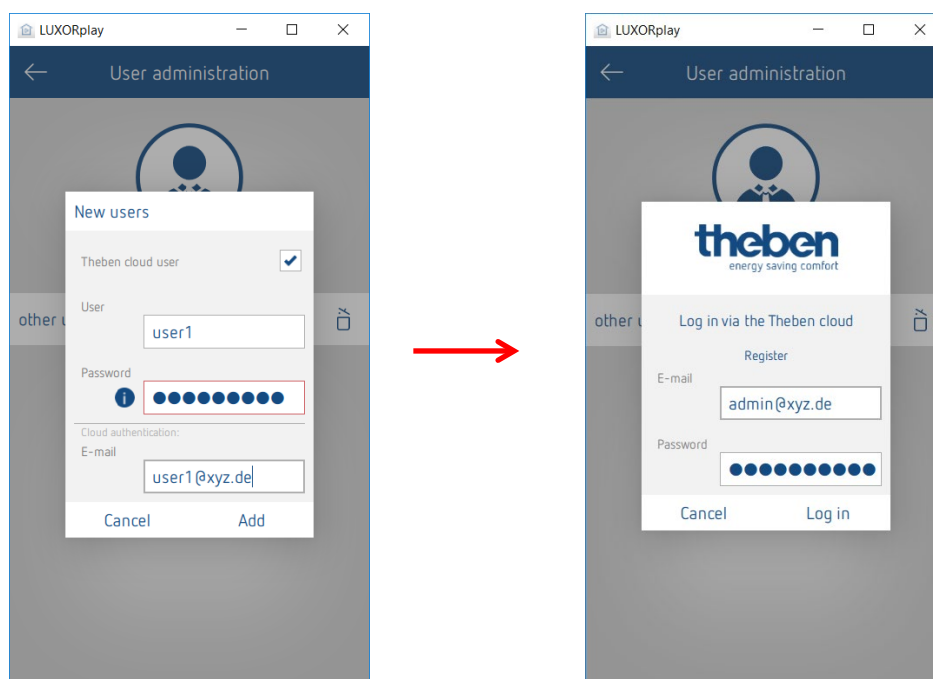 LUXORplay
User administration
New users
Theben cloud user
User
user1
Password
i
Cloud authentication:
E-mail
user1@xyz.de
Cancel
Add
other u
LUXORplay
User administration
theben
energy saving comfort
Log in via the Theben cloud
Register
E-mail
admin@xyz.de
Password
Cancel
Log in
other u